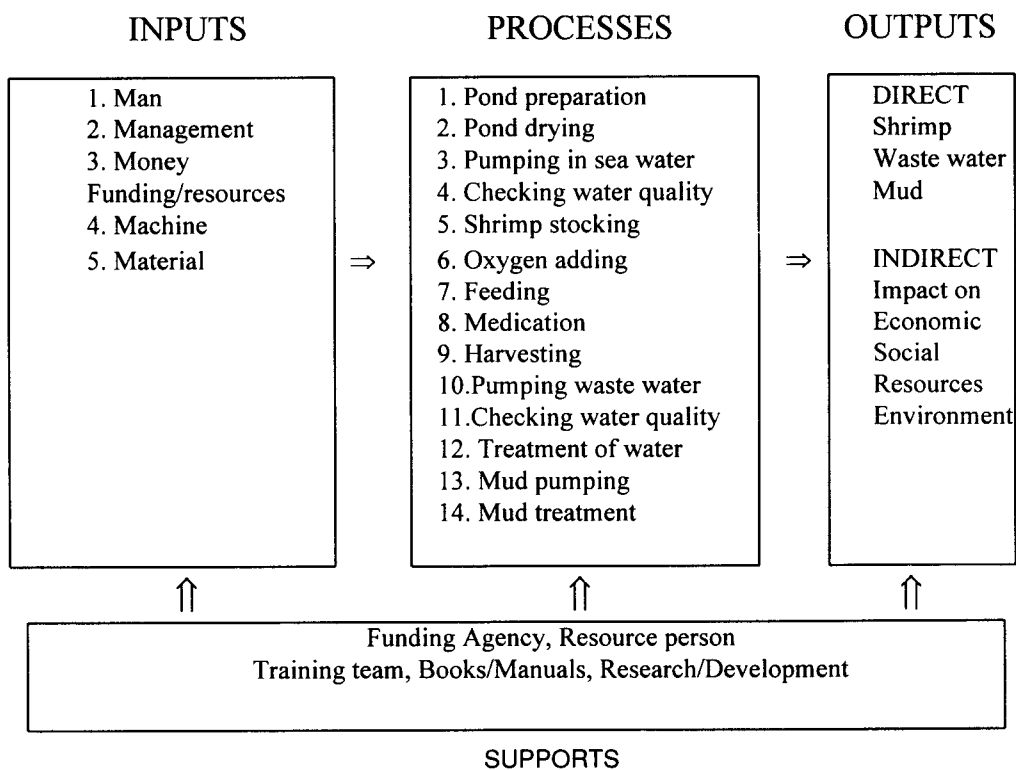 INPUTS
1. Man
2. Management
3. Money
Funding/resources
4. Machine
5. Material
⇒
PROCESSES
1. Pond preparation
2. Pond drying
3. Pumping in sea water
4. Checking water quality
5. Shrimp stocking
6. Oxygen adding
7. Feeding
8. Medication
9. Harvesting
10.Pumping waste water
11.Checking water quality
12. Treatment of water
13. Mud pumping
14. Mud treatment
⇒
OUTPUTS
DIRECT
Shrimp
Waste water
Mud
INDIRECT
Impact on
Economic
Social
Resources
Environment
⇑ ⇑ ⇑
Funding Agency, Resource person
Training team, Books/Manuals, Research/Development
SUPPORTS